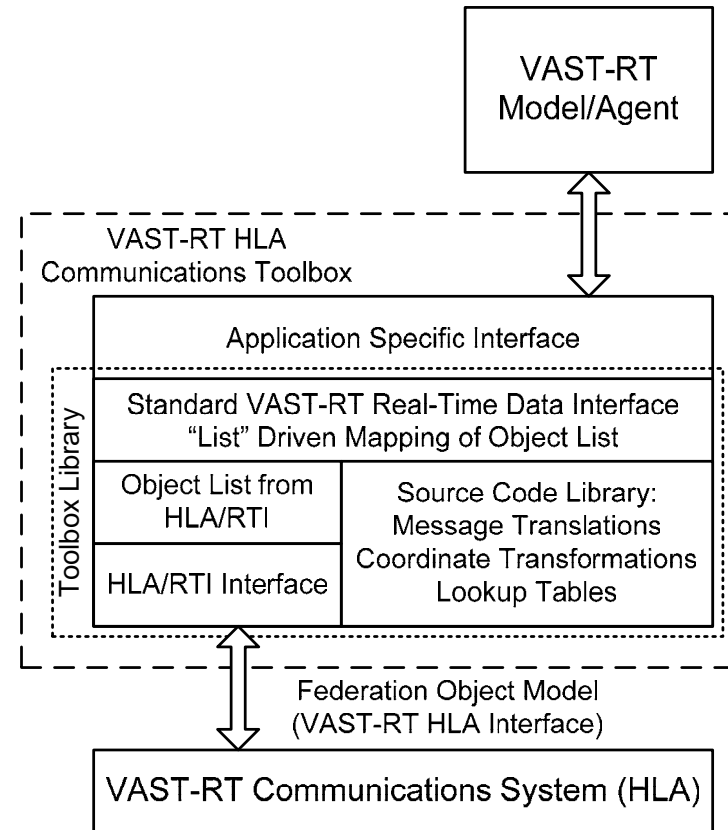 VAST-RT
Model/Agent
VAST-RT HLA
Communications Toolbox
Application Specific Interface
Toolbox Library
Standard VAST-RT Real-Time Data Interface
“List” Driven Mapping of Object List
Object List from
HLA/RTI
HLA/RTI Interface
Source Code Library:
Message Translations
Coordinate Transformations
Lookup Tables
Federation Object Model
(VAST-RT HLA Interface)
VAST-RT Communications System (HLA)